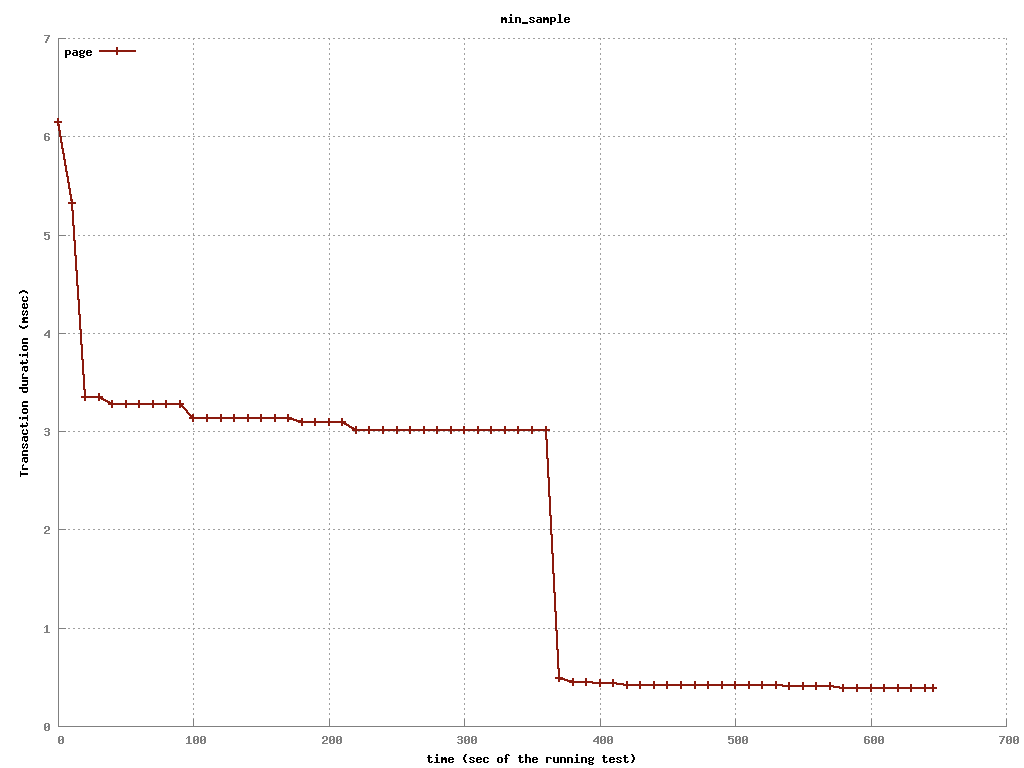 min_sample
page
7
6
5
4
3
2
1
0
Transaction duration (msec)
0 100 200 300 400 500 600 700
time (sec of the running test)